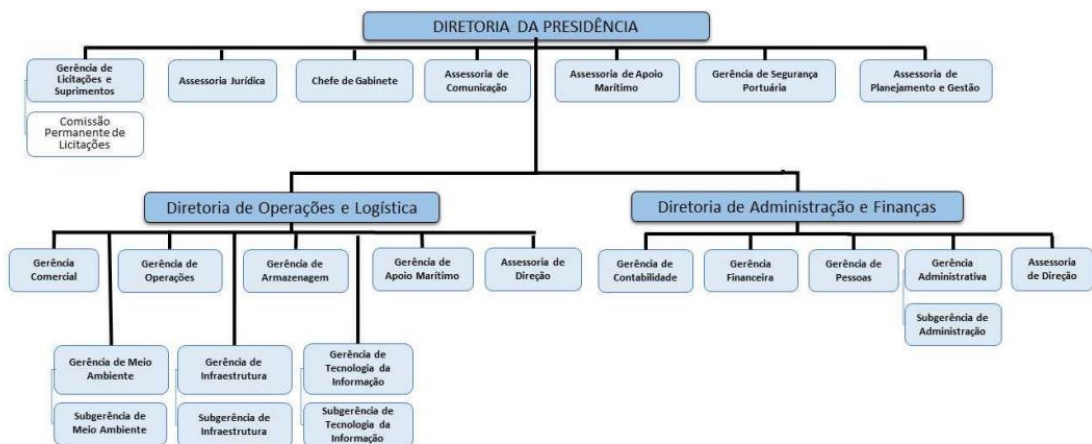 DIRETORIA DA PRESIDÊNCIA
Gerência de
Licitações e
Suprimentos
Assessoria Jurídica
Chefe de Gabinete
Assessoria de
Comunicação
Assessoria de Apoio
Marítimo
Gerência de Segurança
Portuária
Assessoria de
Planejamento e Gestão
Comissão
Permanente de
Licitações
Diretoria de Operações e Logística
Diretoria de Administração e Finanças
Gerência
Comercial
Gerência
de Operações
Gerência de
Armazenagem
Gerência de
Apoio Marítimo
Assessoria de
Direção
Gerência de
Contabilidade
Gerência
Financeira
Gerência de
Pessoas
Gerência
Administrativa
Assessoria
de Direção
Subgerência de
Administração
Gerência de Meio
Ambiente
Gerência de
Infraestrutura
Gerência de
Tecnologia da
Informação
Subgerência de
Meio Ambiente
Subgerência de
Infraestrutura
Subgerência de
Tecnologia da
Informação